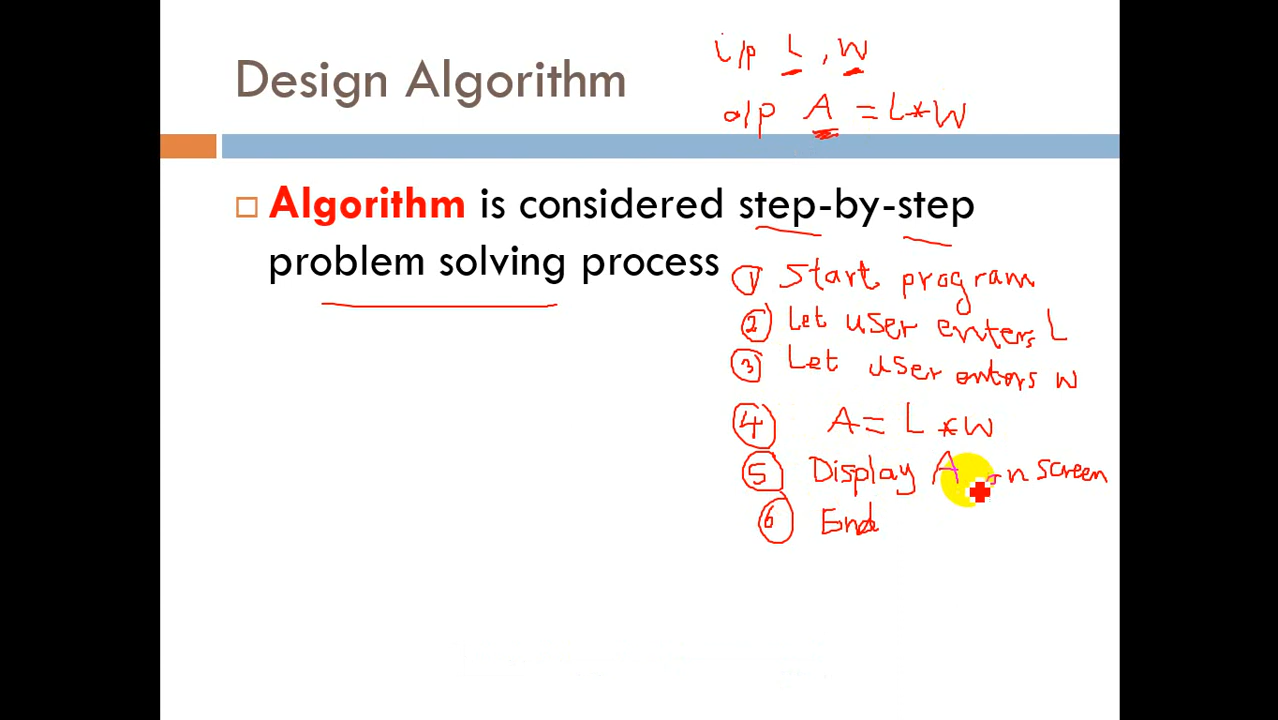 i/p L , W
Design Algorithm
o/p A = L*W
Algorithm is considered step-by-step
problem solving process
① Start program
② Let user enters L
③ Let user enters W
④ A = L * W
⑤ Display A n screen
⑥ End